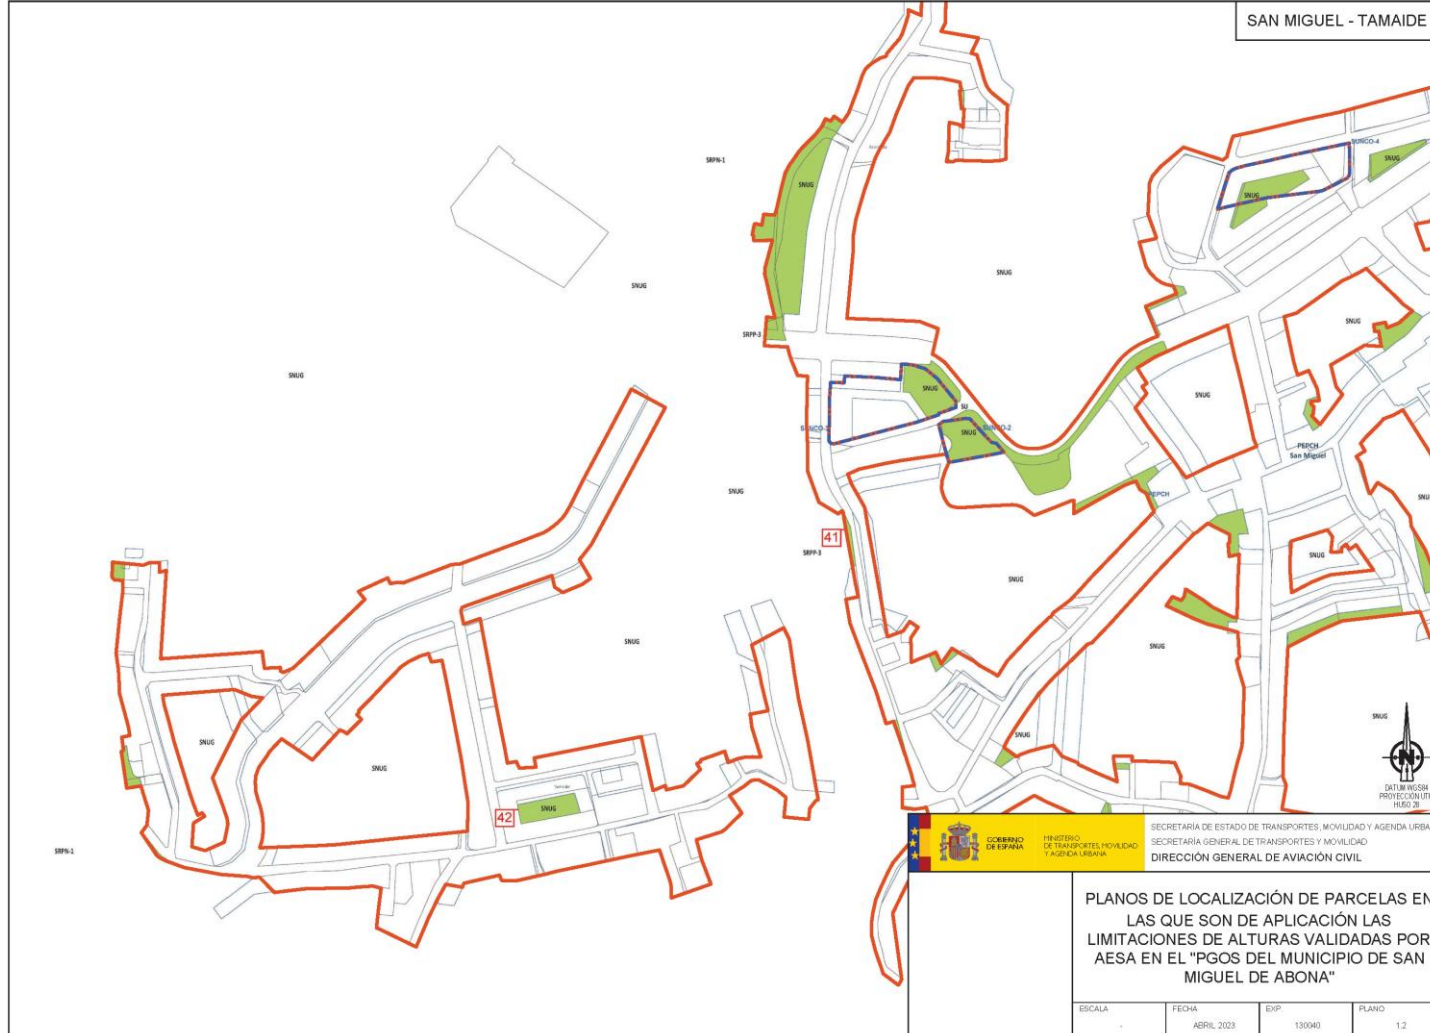 SAN MIGUEL - TAMAIDE
SUNCO-4
SRPN-1
SNUG
SNUG
SNUG
SNUG
SNUG
SNUG
SRPP-3
SNUG
SNUG
SNUG
SNUG
SU
SUNCO-2
SNUG
PEPCH
San Miguel
SNUG
PEPCH
41
SRPP-3
SNUG
SNUG
SNUG
SNUG
SNUG
SNUG
SNUG
SNUG
SNUG
42
SRPN-1
DATUM WGS84
HUSO 28
GOBIERNO
DE ESPAÑA
MINISTERIO
DE TRANSPORTES, MOVILIDAD
Y AGENDA URBANA
SECRETARÍA DE ESTADO DE TRANSPORTES, MOVILIDAD Y AGENDA URBA
SECRETARÍA GENERAL DE TRANSPORTES Y MOVILIDAD
DIRECCIÓN GENERAL DE AVIACIÓN CIVIL
PLANOS DE LOCALIZACIÓN DE PARCELAS EN
LAS QUE SON DE APLICACIÓN LAS
LIMITACIONES DE ALTURAS VALIDADAS POR
AESA EN EL "PGOS DEL MUNICIPIO DE SAN
MIGUEL DE ABONA"
ESCALA FECHA EXP. PLANO
- ABRIL 2023 130040 1.2